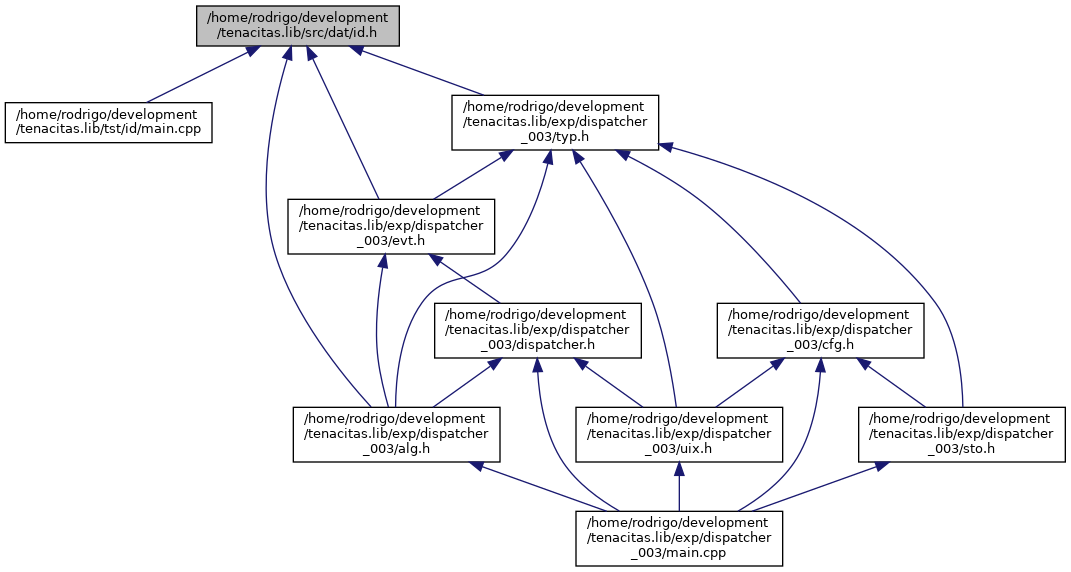 /home/rodrigo/development
/tenacitas.lib/src/dat/id.h
/home/rodrigo/development
/tenacitas.lib/tst/id/main.cpp
/home/rodrigo/development
/tenacitas.lib/exp/dispatcher
_003/typ.h
/home/rodrigo/development
/tenacitas.lib/exp/dispatcher
_003/evt.h
/home/rodrigo/development
/tenacitas.lib/exp/dispatcher
_003/dispatcher.h
/home/rodrigo/development
/tenacitas.lib/exp/dispatcher
_003/cfg.h
/home/rodrigo/development
/tenacitas.lib/exp/dispatcher
_003/alg.h
/home/rodrigo/development
/tenacitas.lib/exp/dispatcher
_003/uix.h
/home/rodrigo/development
/tenacitas.lib/exp/dispatcher
_003/sto.h
/home/rodrigo/development
/tenacitas.lib/exp/dispatcher
_003/main.cpp